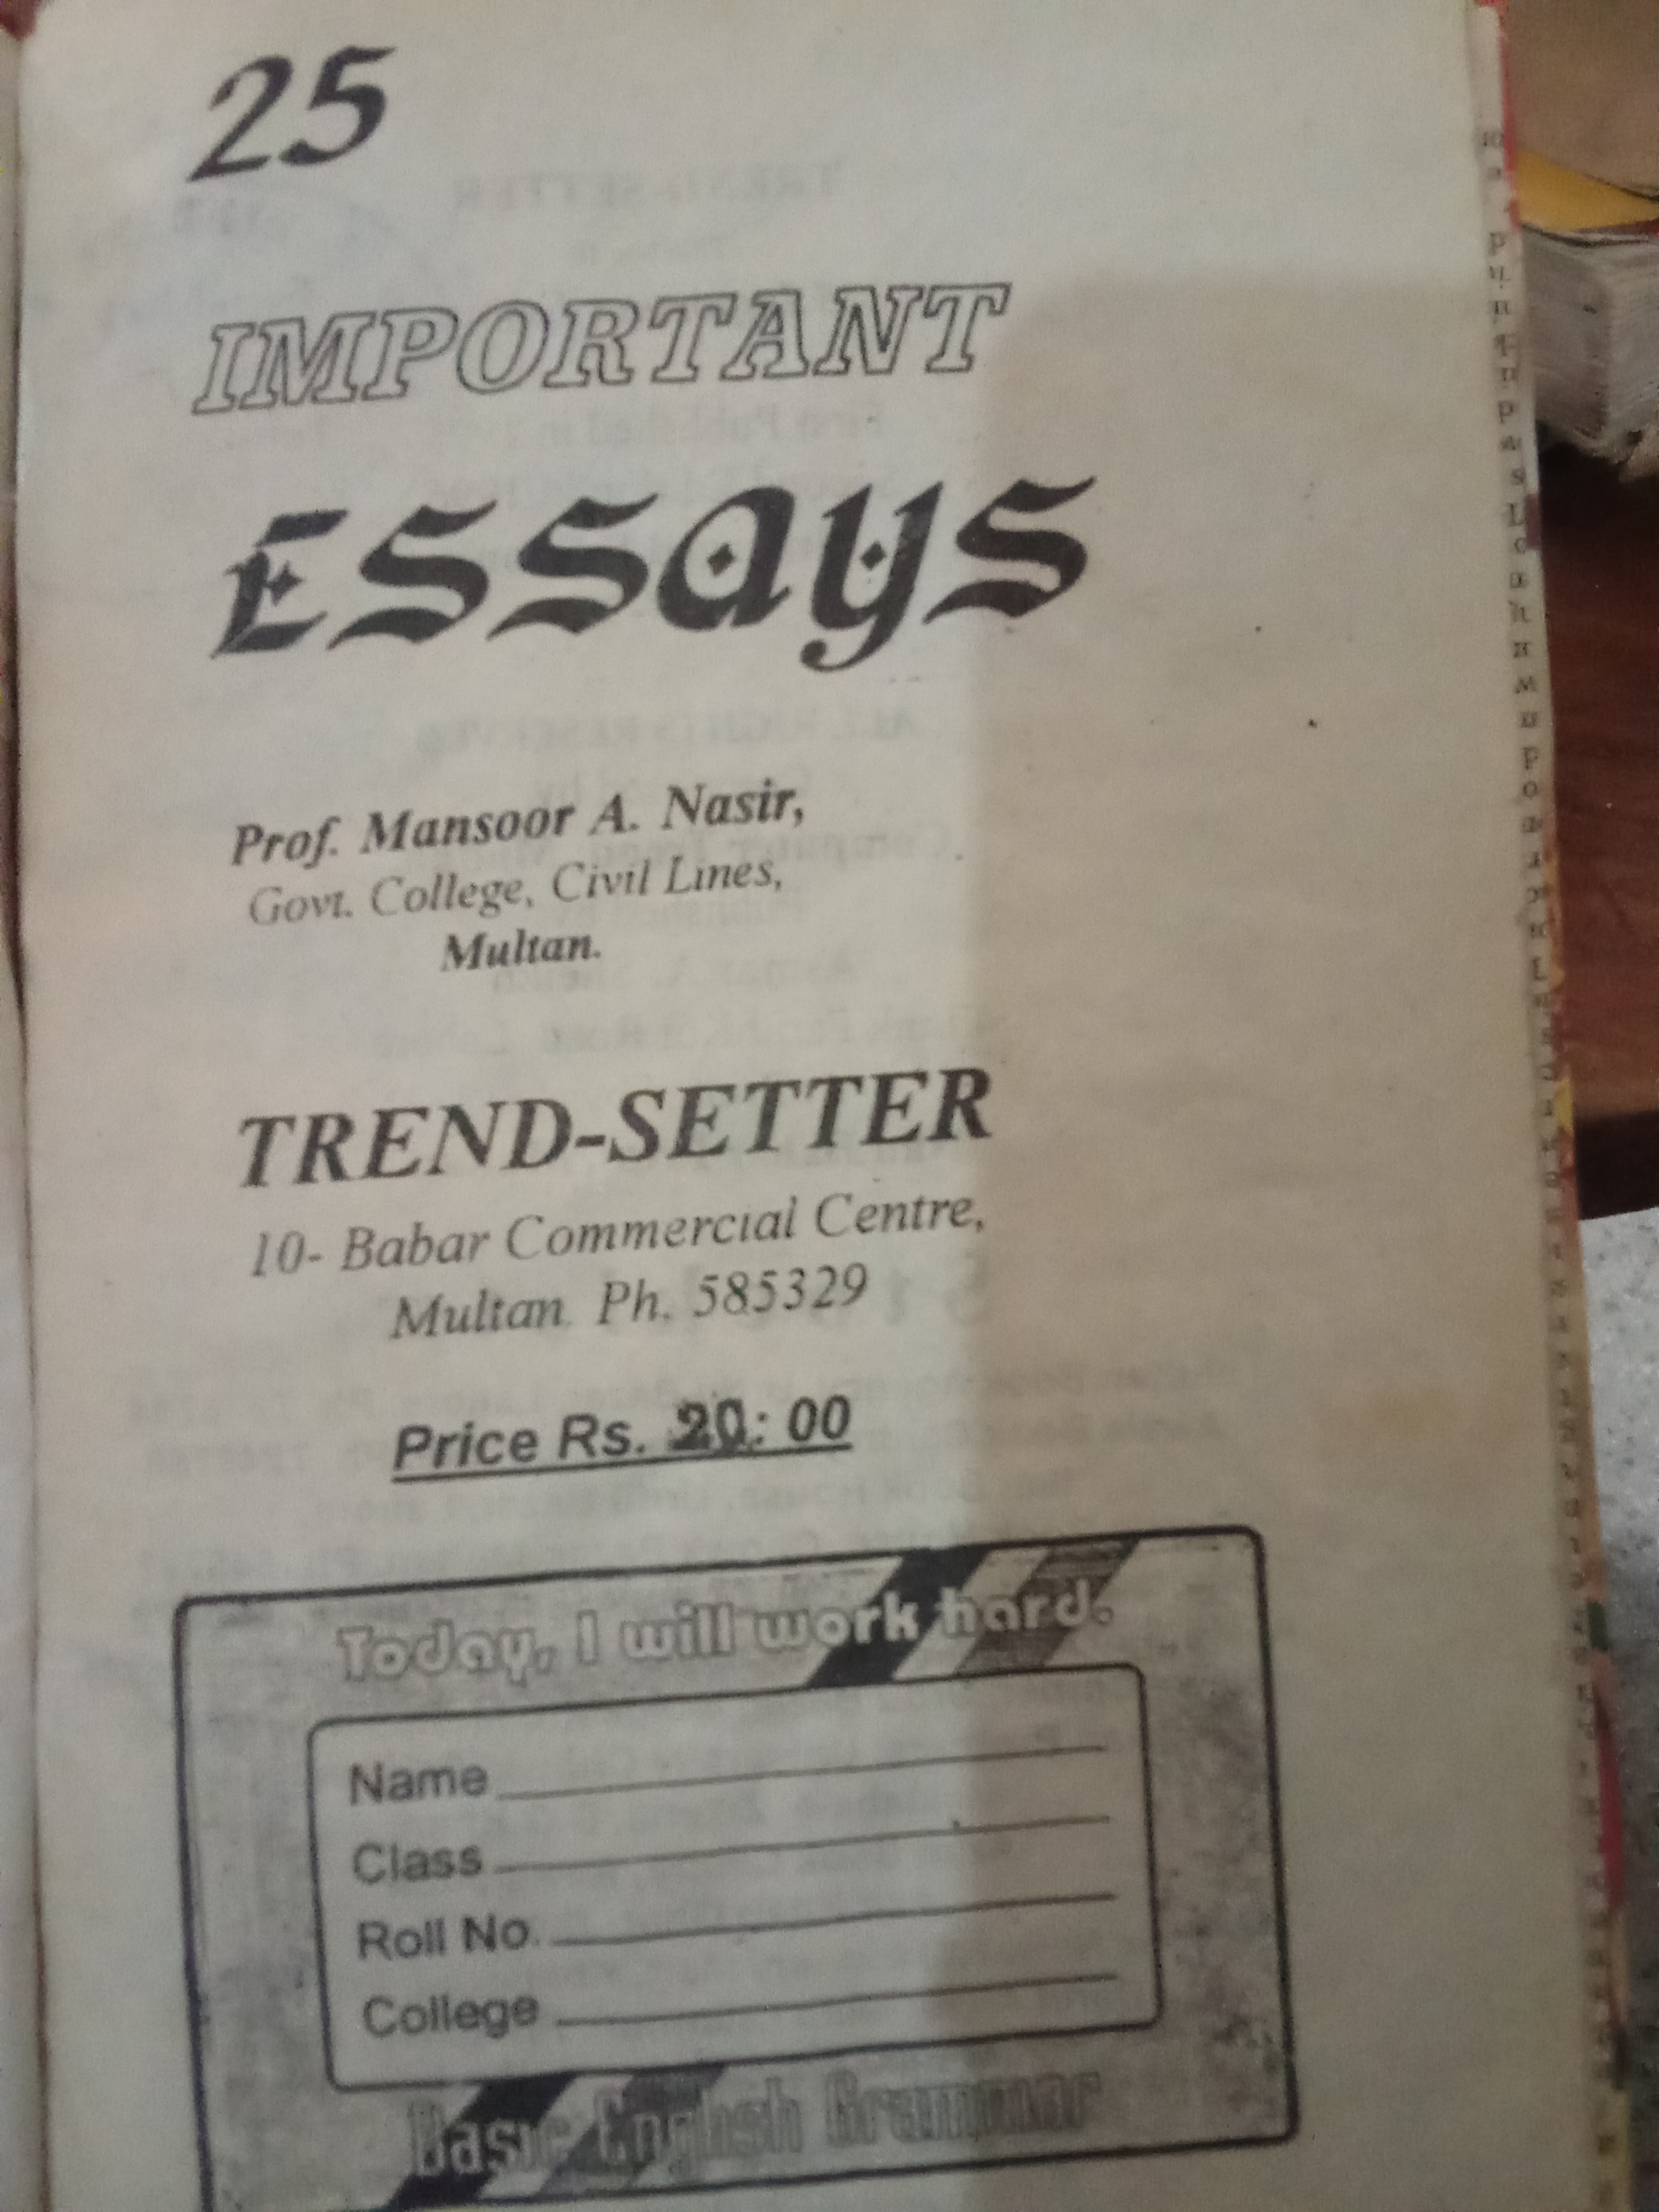 25
IMPORTANT
ESSAYS
Prof. Mansoor A. Nasir,
Govt. College, Civil Lines,
Multan.
TREND-SETTER
10- Babar Commercial Centre,
Multan. Ph. 585329
Price Rs. 20: 00
Today, I will work hard.
Name
Class
Roll No.
College
Basic English Grammar